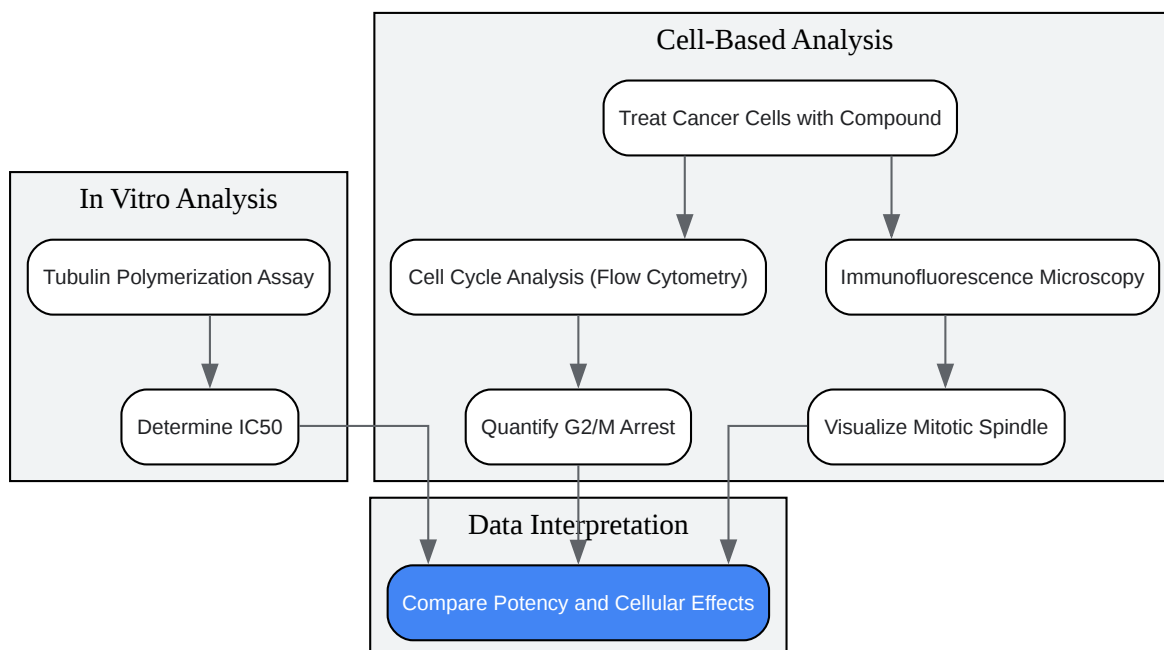 Cell-Based Analysis
Treat Cancer Cells with Compound
In Vitro Analysis
Tubulin Polymerization Assay
Cell Cycle Analysis (Flow Cytometry)
Immunofluorescence Microscopy
Determine IC50
Quantify G2/M Arrest
Visualize Mitotic Spindle
Data Interpretation
Compare Potency and Cellular Effects